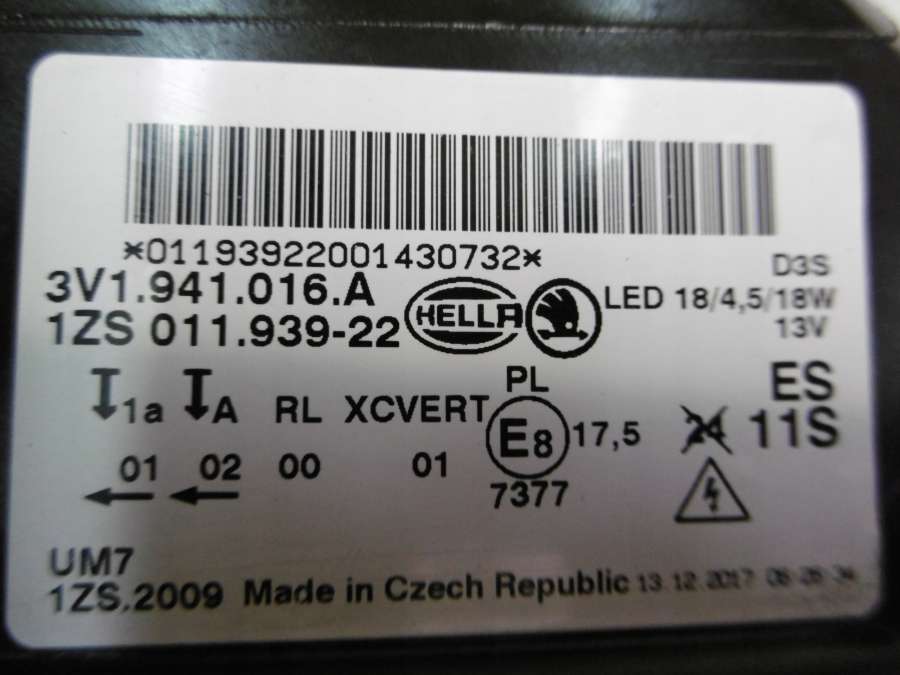 *01193922001430732*
D3S
3V1.941.016.A
1ZS 011.939-22
HELLA
LED 18/4,5/18W
13V
PL
ES
1a A RL XCVERT
E8 17,5 24 11S
01 02 00 01
7377
UM7
1ZS.2009 Made in Czech Republic 13.12.2017